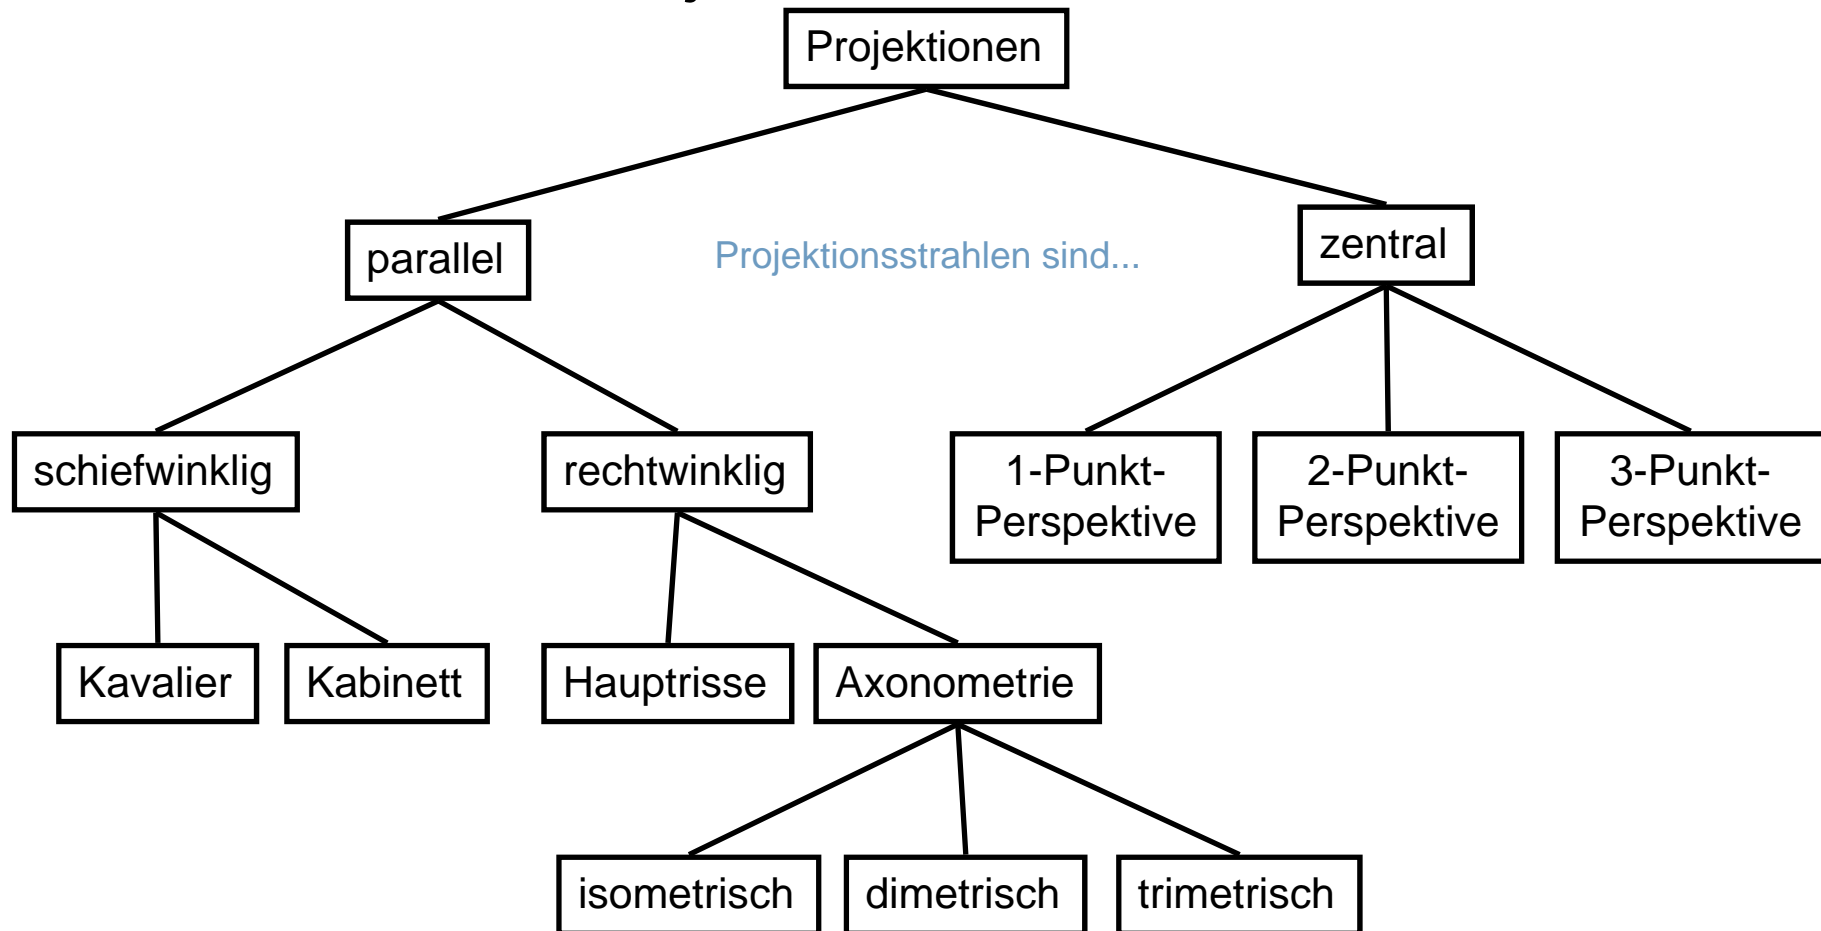 Projektionen
parallel
Projektionsstrahlen sind...
zentral
schiefwinklig
rechtwinklig
1-Punkt-
Perspektive
2-Punkt-
Perspektive
3-Punkt-
Perspektive
Kavalier
Kabinett
Hauptrisse
Axonometrie
isometrisch
dimetrisch
trimetrisch